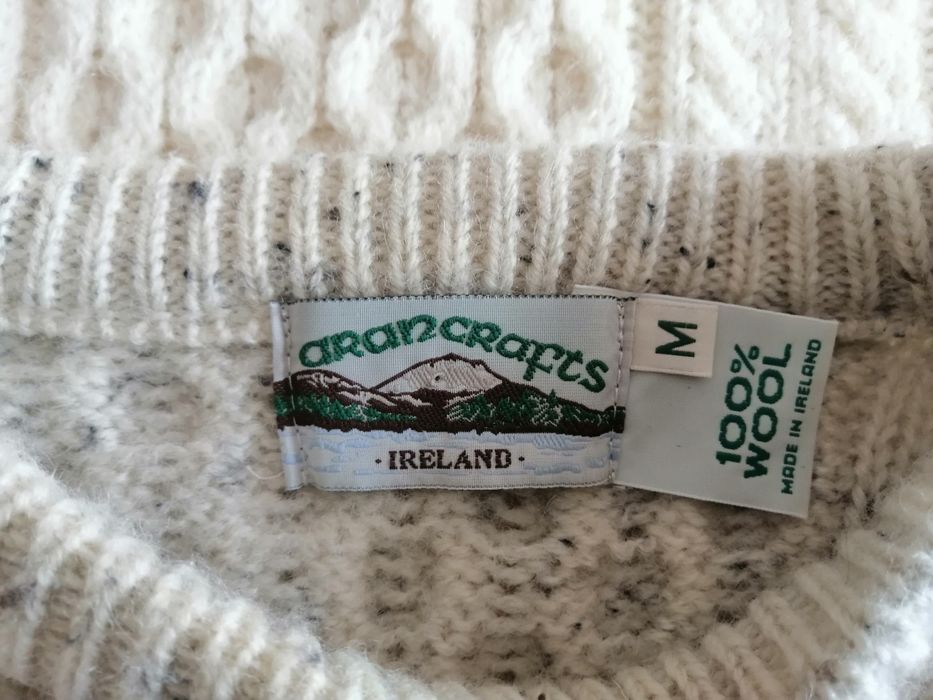 arancrafts
· IRELAND ·
M
100%
WOOL
MADE IN IRELAND